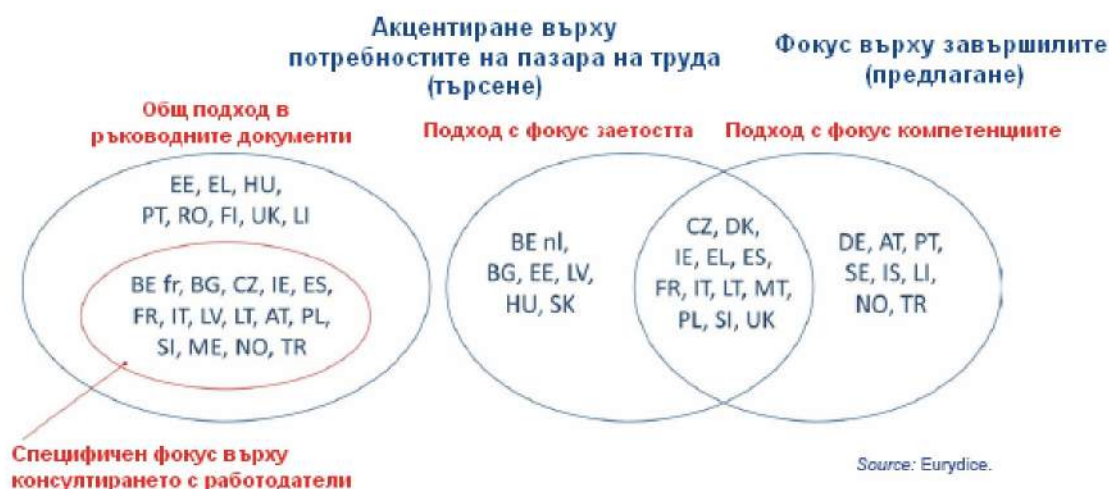 Акцентиране върху
потребностите на пазара на труда
(търсене)
Фокус върху завършилите
(предлагане)
Общ подход в
ръководните документи
Подход с фокус заетостта
Подход с фокус компетенциите
EE, EL, HU,
PT, RO, FI, UK, LI
BE fr, BG, CZ, IE, ES,
FR, IT, LV, LT, AT, PL,
SI, ME, NO, TR
BE nl,
BG, EE, LV,
HU, SK
CZ, DK,
IE, EL, ES,
FR, IT, LT, MT,
PL, SI, UK
DE, AT, PT,
SE, IS, LI,
NO, TR
Специфичен фокус върху
консултирането с работодатели
Source: Eurydice.